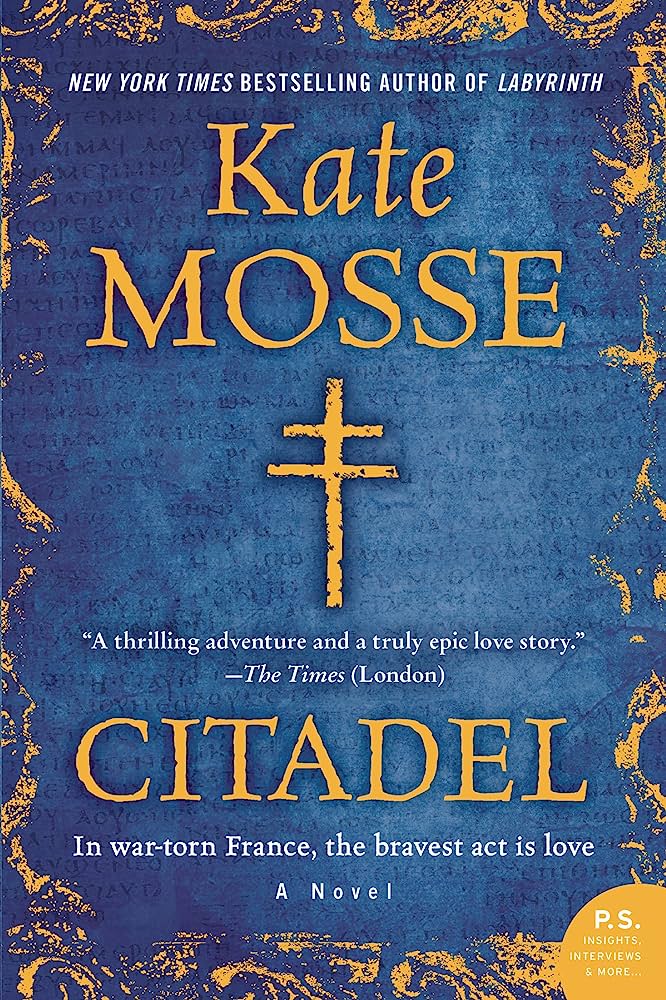 NEW YORK TIMES BESTSELLING AUTHOR OF LABYRINTH
Kate
MOSSE
“A thrilling adventure and a truly epic love story.”
—The Times (London)
CITADEL
In war-torn France, the bravest act is love
A Novel
P.S.
INSIGHTS,
INTERVIEWS
& MORE...